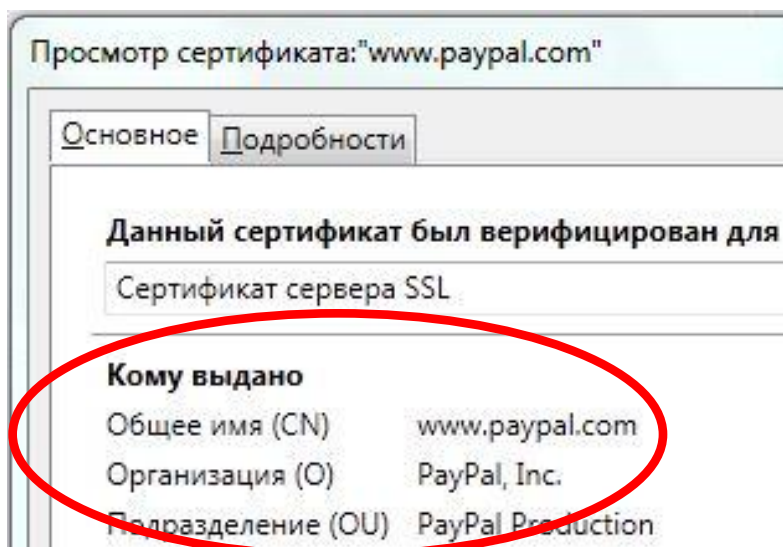 Просмотр сертификата:"www.paypal.com"
Основное Подробности
Данный сертификат был верифицирован для
Сертификат сервера SSL
Кому выдано
Общее имя (CN) www.paypal.com
Организация (O) PayPal, Inc.
Подразделение (OU) PayPal Production